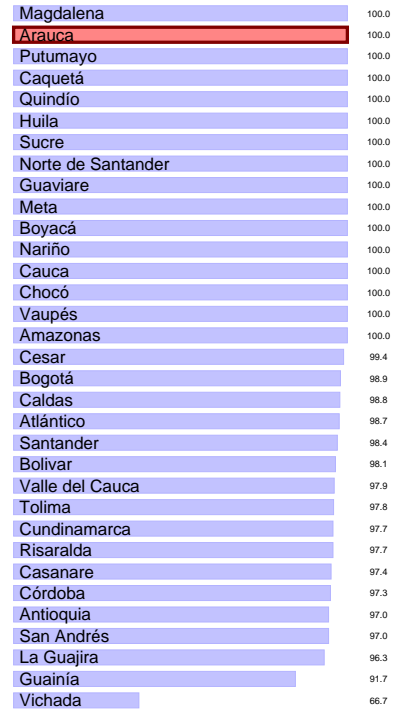 Magdalena 100.0
Arauca 100.0
Putumayo 100.0
Caquetá 100.0
Quindío 100.0
Huila 100.0
Sucre 100.0
Norte de Santander 100.0
Guaviare 100.0
Meta 100.0
Boyacá 100.0
Nariño 100.0
Cauca 100.0
Chocó 100.0
Vaupés 100.0
Amazonas 100.0
Cesar 99.4
Bogotá 98.9
Caldas 98.8
Atlántico 98.7
Santander 98.4
Bolivar 98.1
Valle del Cauca 97.9
Tolima 97.8
Cundinamarca 97.7
Risaralda 97.7
Casanare 97.4
Córdoba 97.3
Antioquia 97.0
San Andrés 97.0
La Guajira 96.3
Guainía 91.7
Vichada 66.7